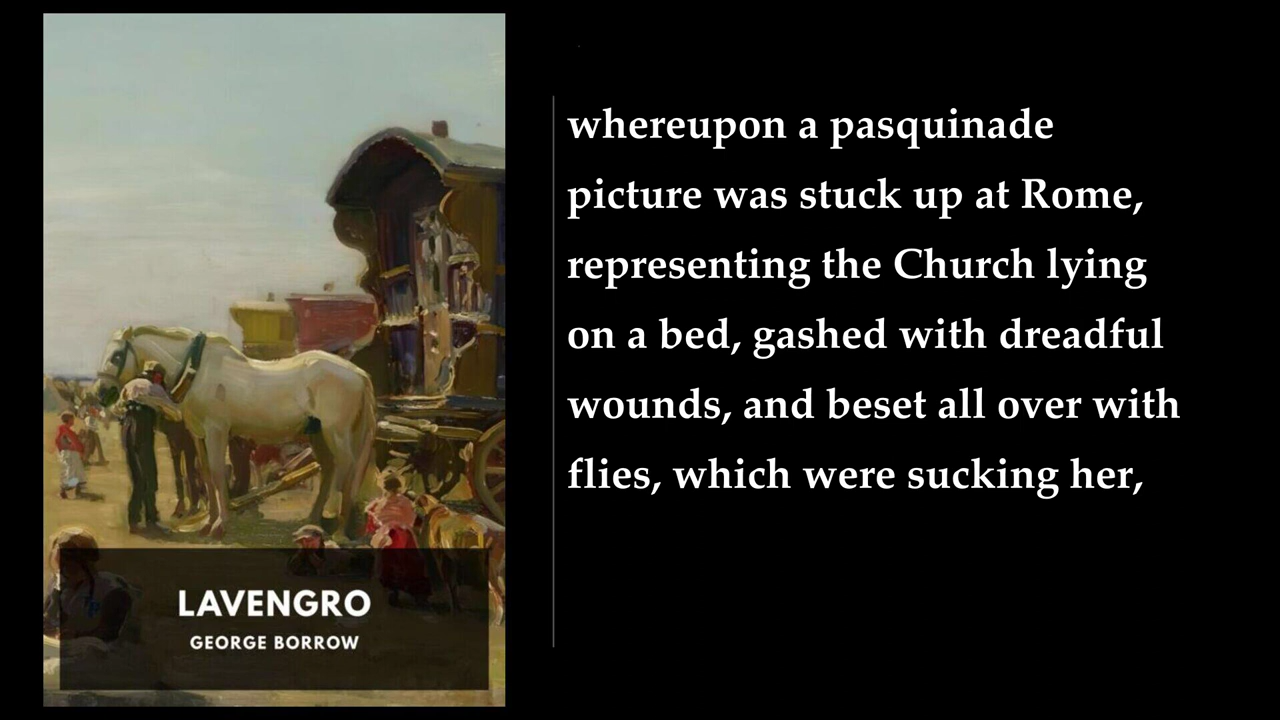 LAVENGRO
GEORGE BORROW
whereupon a pasquinade
picture was stuck up at Rome,
representing the Church lying
on a bed, gashed with dreadful
wounds, and beset all over with
flies, which were sucking her,